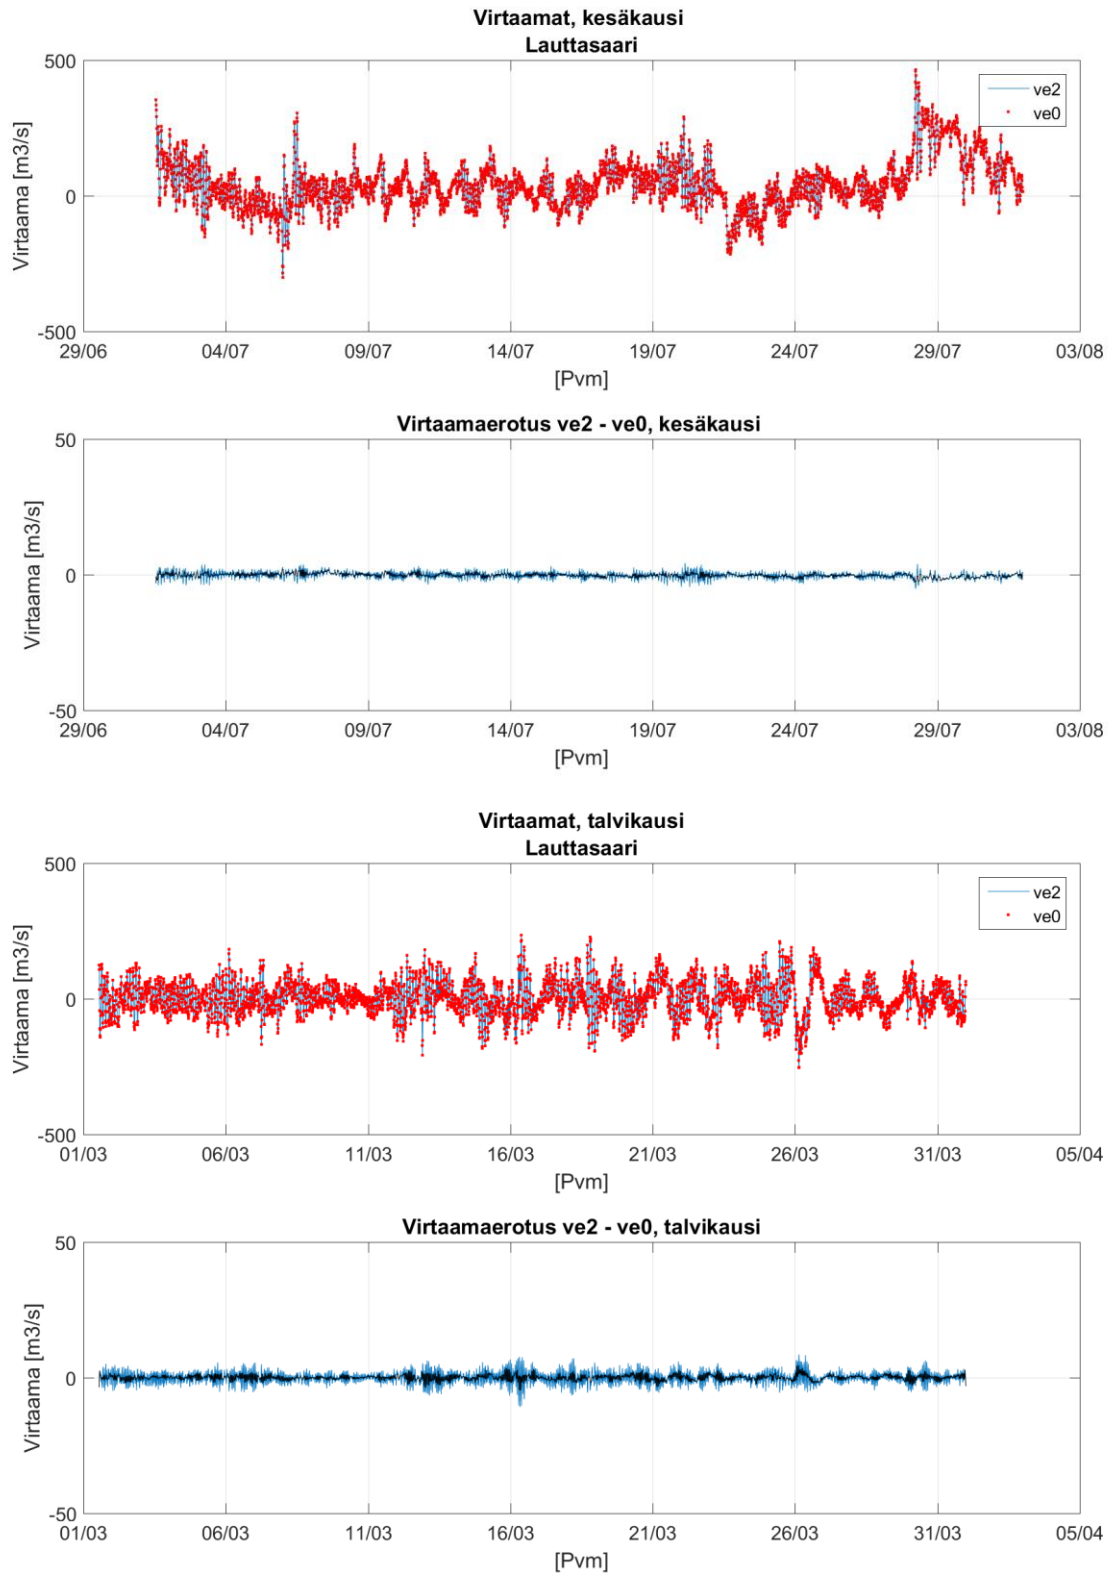 Virtaamat, kesäkausi
Lauttasaari
500
0
-500
Virtaama [m3/s]
ve2
ve0
29/06 04/07 09/07 14/07 19/07 24/07 29/07 03/08
[Pvm]
Virtaamaerotus ve2 - ve0, kesäkausi
50
0
-50
Virtaama [m3/s]
29/06 04/07 09/07 14/07 19/07 24/07 29/07 03/08
[Pvm]
Virtaamat, talvikausi
Lauttasaari
500
0
-500
Virtaama [m3/s]
ve2
ve0
01/03 06/03 11/03 16/03 21/03 26/03 31/03 05/04
[Pvm]
Virtaamaerotus ve2 - ve0, talvikausi
50
0
-50
Virtaama [m3/s]
01/03 06/03 11/03 16/03 21/03 26/03 31/03 05/04
[Pvm]